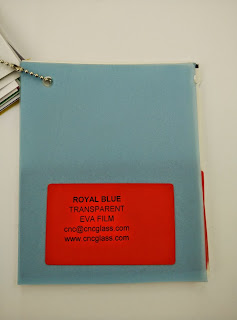 ROYAL BLUE
TRANSPARENT
EVA FILM
cnc@cncglass.com
www.cncglass.com